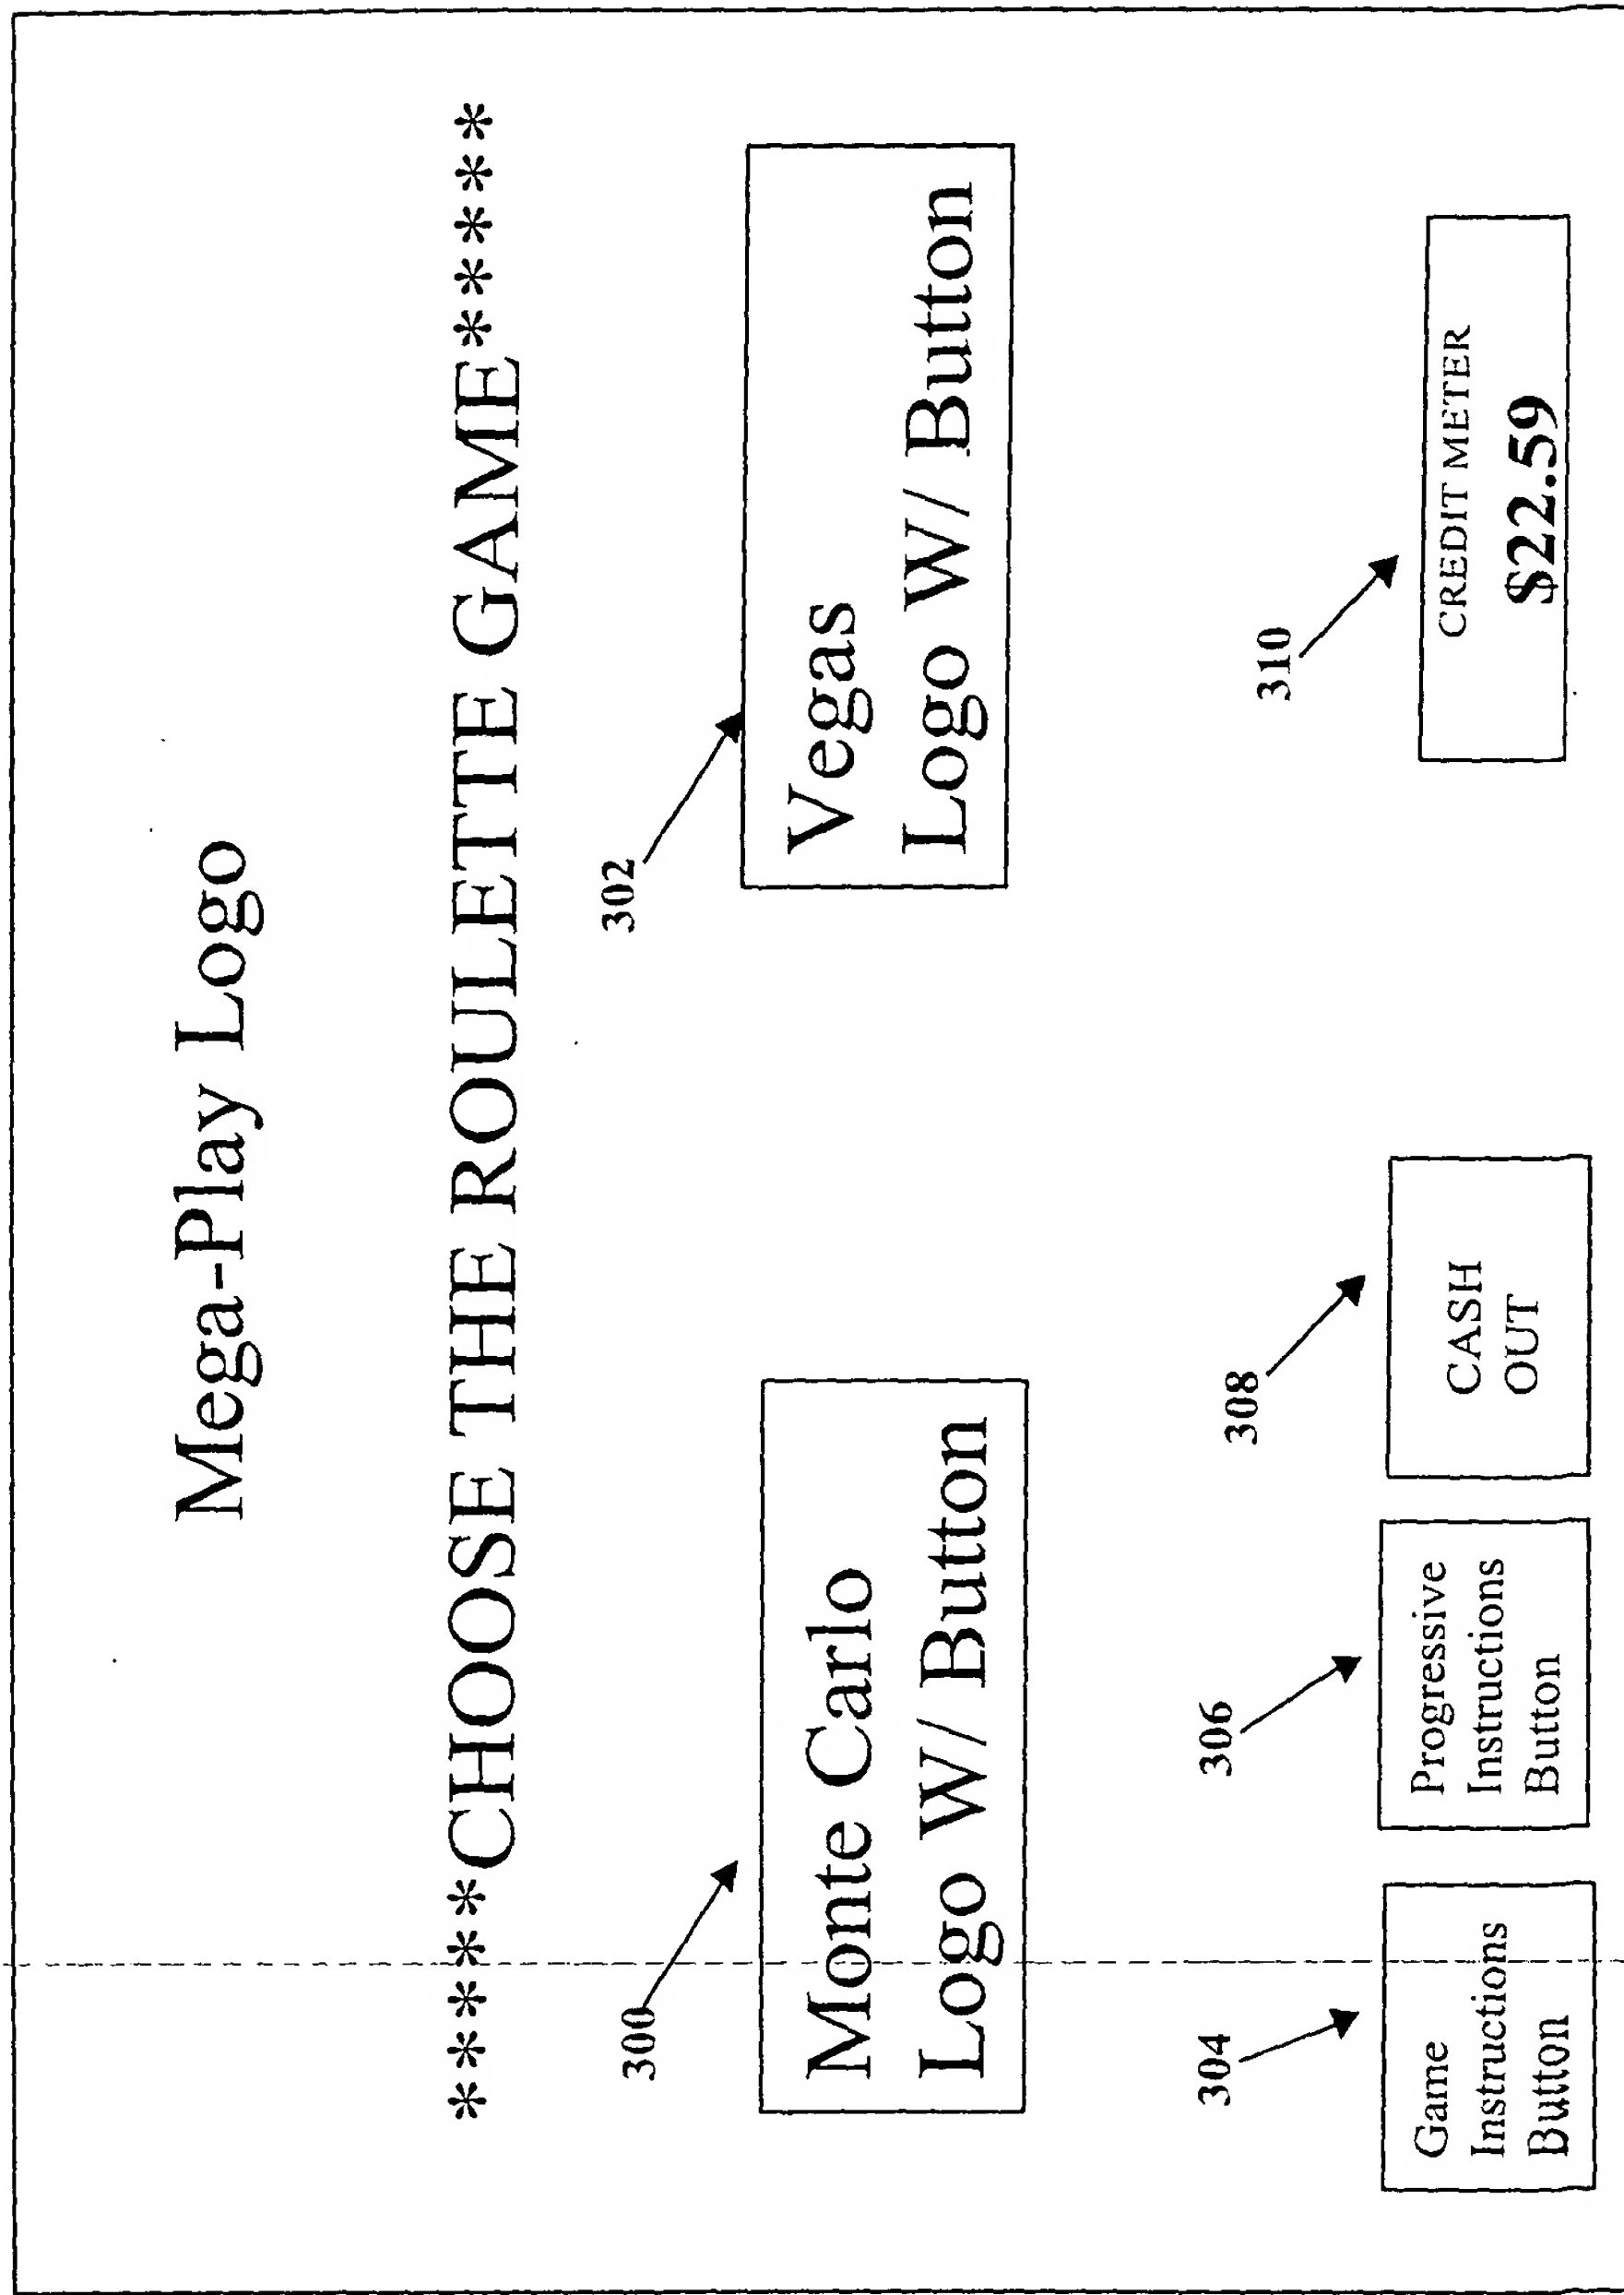 Mega-Play Logo
*****CHOOSE THE ROULETTE GAME*****
300
302
Monte Carlo
Logo W/ Button
Vegas
Logo W/ Button
304
306
308
310
Game
Instructions
Button
Progressive
Instructions
Button
CASH
OUT
CREDIT METER
$22.59